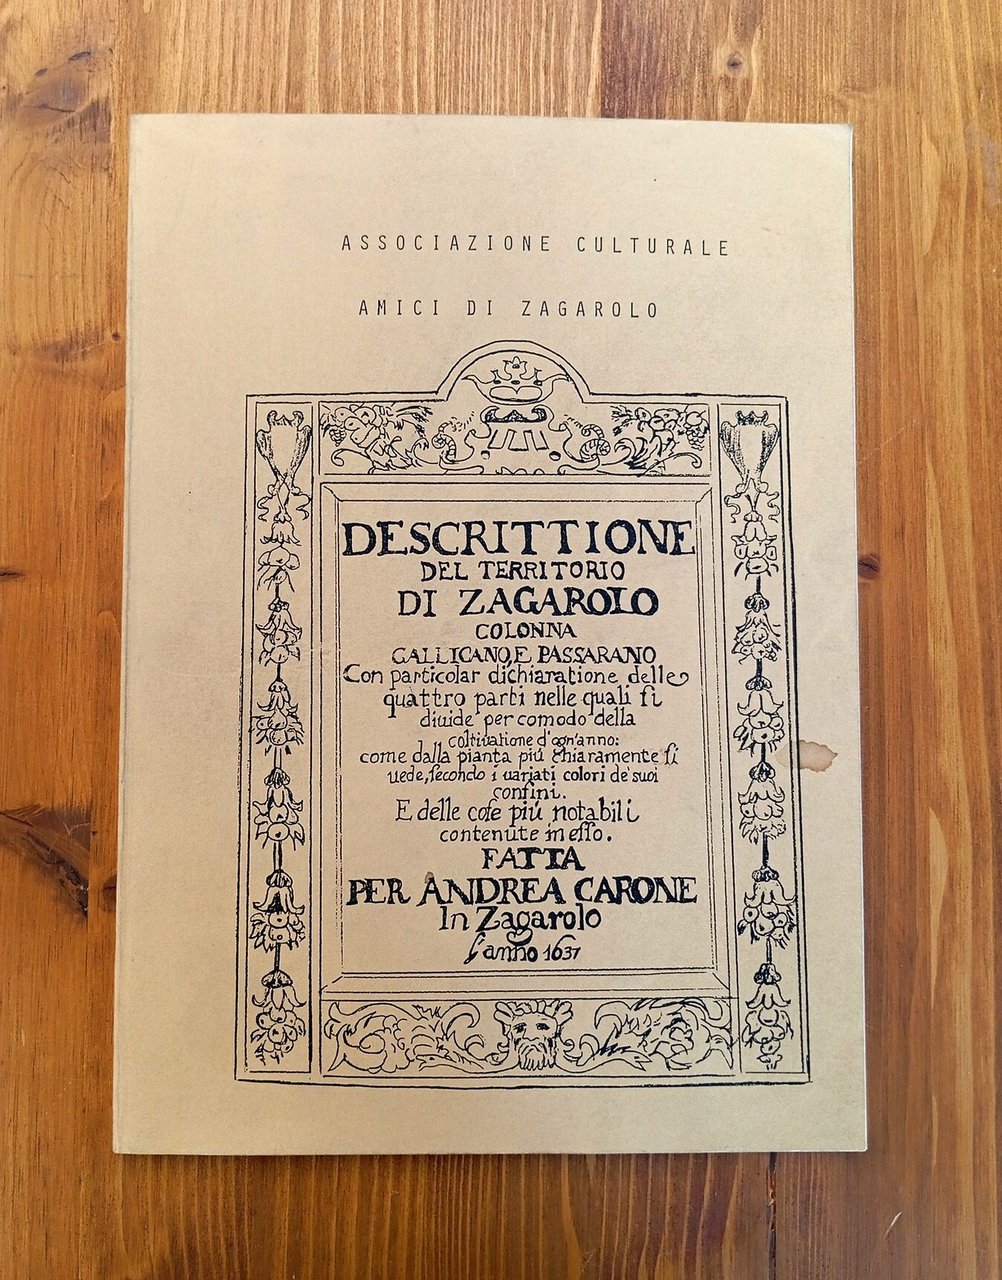 ASSOCIAZIONE CULTURALE
AMICI DI ZAGAROLO
DESCRITTIONE
DEL TERRITORIO
DI ZAGAROLO
COLONNA
GALLICANO, E PASSARANO
Con particolar dichiaratione delle
quattro parti nelle quali ſi
diuide per comodo della
coltiuatione d'ogn'anno:
come dalla pianta piú chiaramente ſi
uede, ſecondo i uariati colori de suoi
confini.
E delle coſe piú notabili
contenute in eſſo.
FATTA
PER ANDREA CARONE
In Zagarolo
l'anno 1637